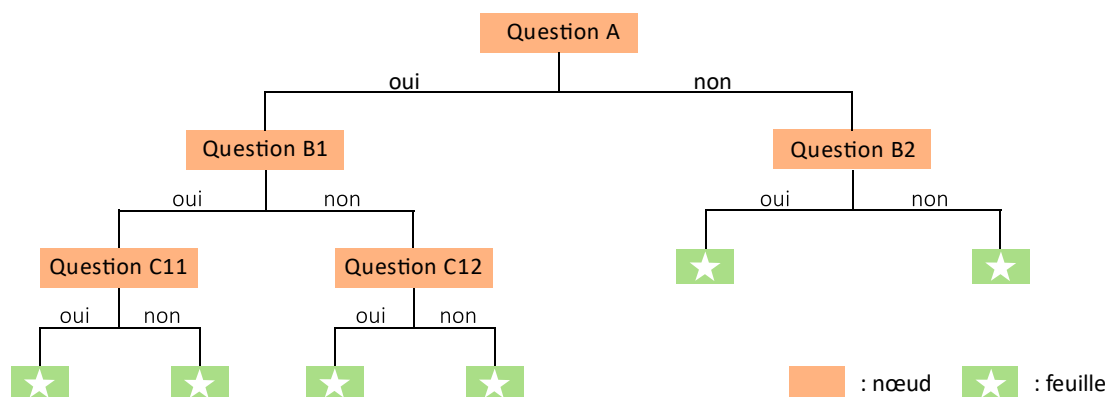 Question A
oui non
Question B1 Question B2
oui non oui non
Question C11 Question C12
oui non oui non
: nœud : feuille